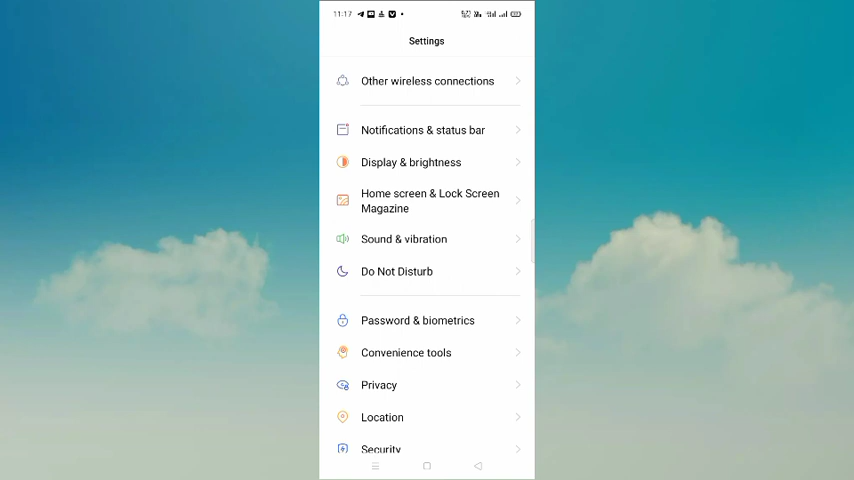 11:17
Settings
Other wireless connections
Notifications & status bar
Display & brightness
Home screen & Lock Screen
Magazine
Sound & vibration
Do Not Disturb
Password & biometrics
Convenience tools
Privacy
Location
Security